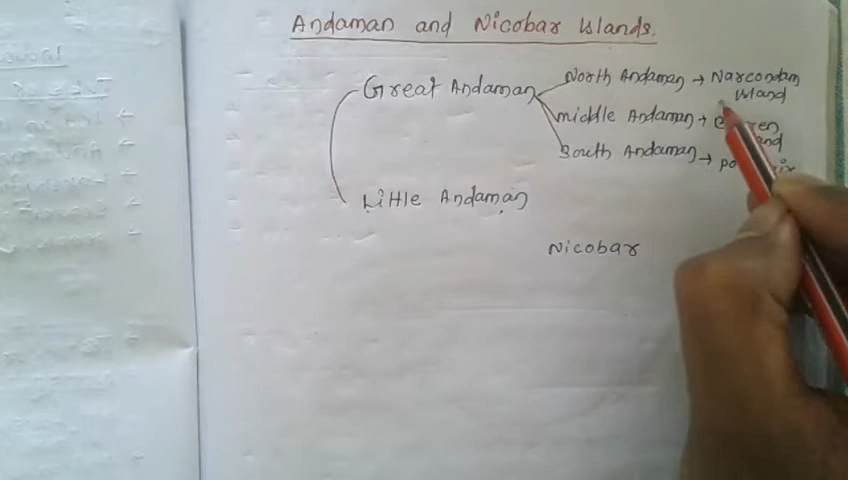 Andaman and Nicobar Islands.
Great Andaman
North Andaman → Narcondam
Island
middle Andaman →
South Andaman →
Little Andaman
Nicobar